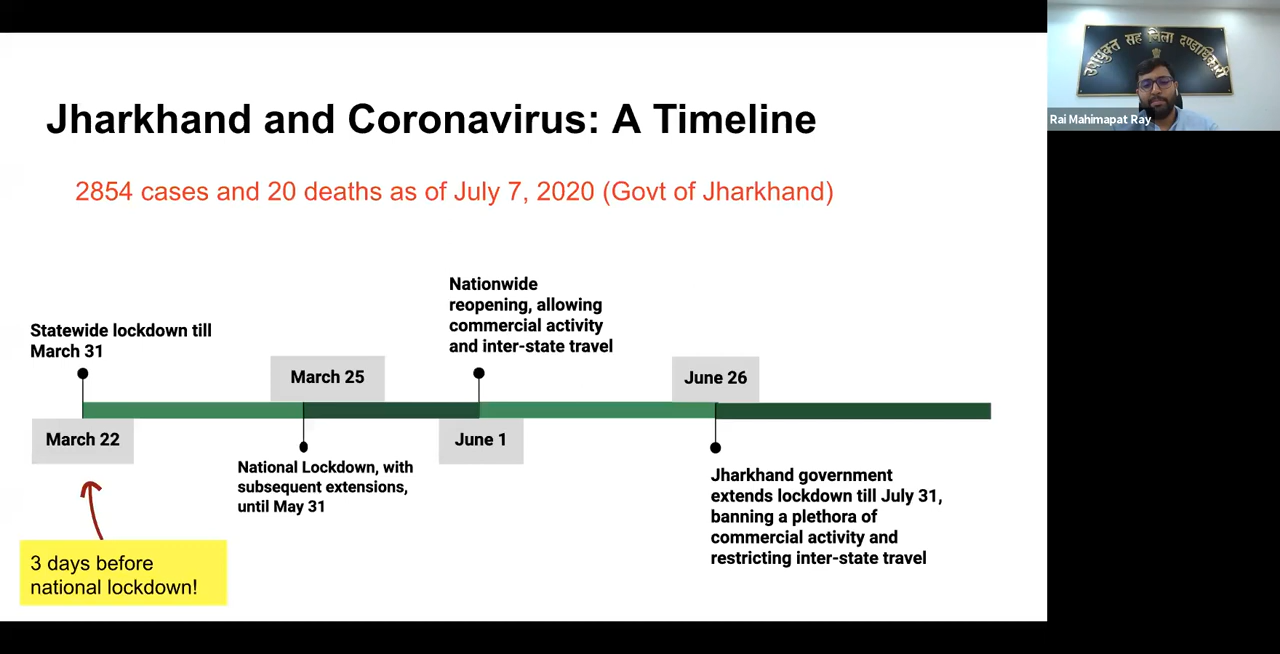 Jharkhand and Coronavirus: A Timeline
2854 cases and 20 deaths as of July 7, 2020 (Govt of Jharkhand)
Statewide lockdown till
March 31
March 22
3 days before
national lockdown!
March 25
National Lockdown, with
subsequent extensions,
until May 31
Nationwide
reopening, allowing
commercial activity
and inter-state travel
June 1
June 26
Jharkhand government
extends lockdown till July 31,
banning a plethora of
commercial activity and
restricting inter-state travel
उपायुक्त सह जिला दण्डाधिकारी
Rai Mahimapat Ray